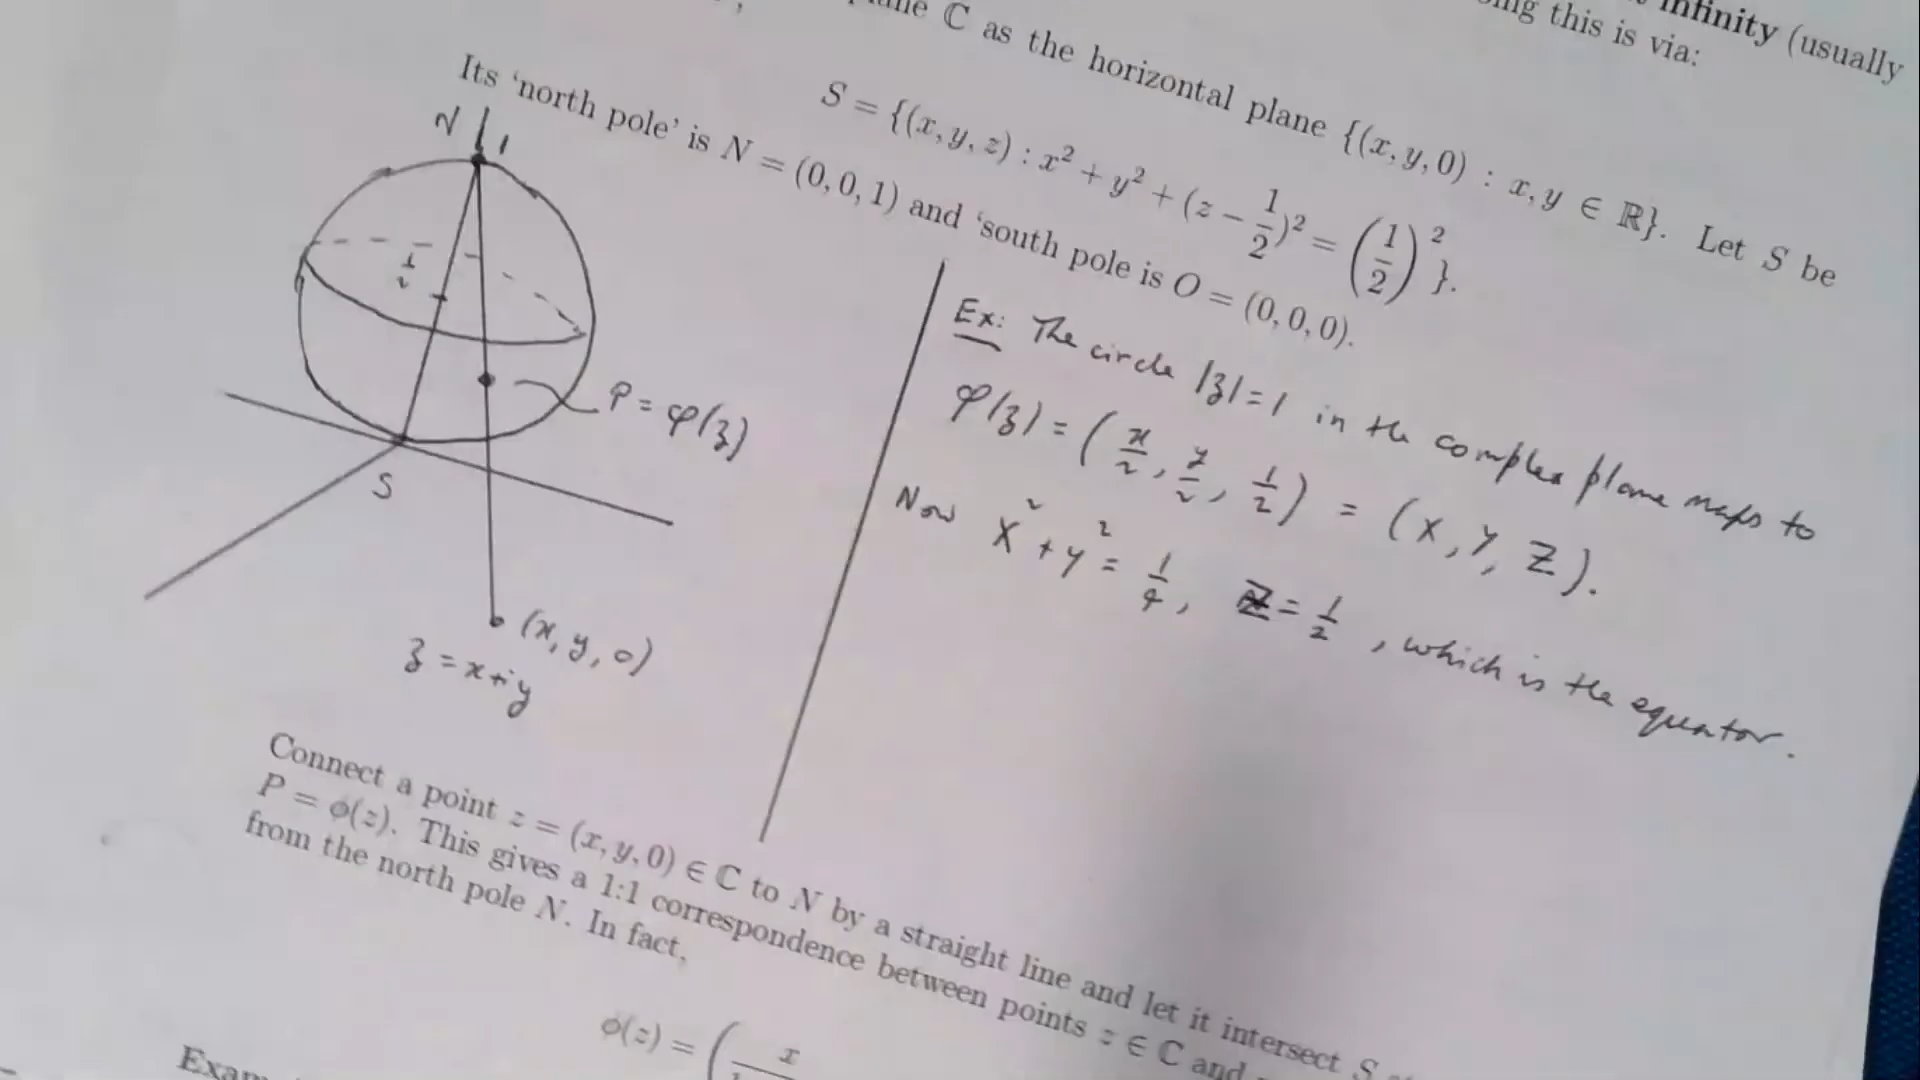 infinity (usually
this is via:
C as the horizontal plane {(x, y, 0) : x, y ∈ ℝ}. Let S be
S = {(x, y, z) : x² + y² + (z − 1/2)² = (1/2)²}.
Its 'north pole' is N = (0, 0, 1) and 'south pole is O = (0, 0, 0).
N 1
1/2
P = φ(z)
S
(x, y, 0)
z = x+iy
Ex: The circle |z|=1 in the complex plane maps to
φ(z) = (x/2, y/2, 1/2) = (X, Y, Z).
Now X² + Y² = 1/4, Z = 1/2, which is the equator.
Connect a point z = (x, y, 0) ∈ ℂ to N by a straight line and let it intersect S
P = φ(z). This gives a 1:1 correspondence between points z ∈ ℂ and
from the north pole N. In fact,
φ(z) = ( x
Exam